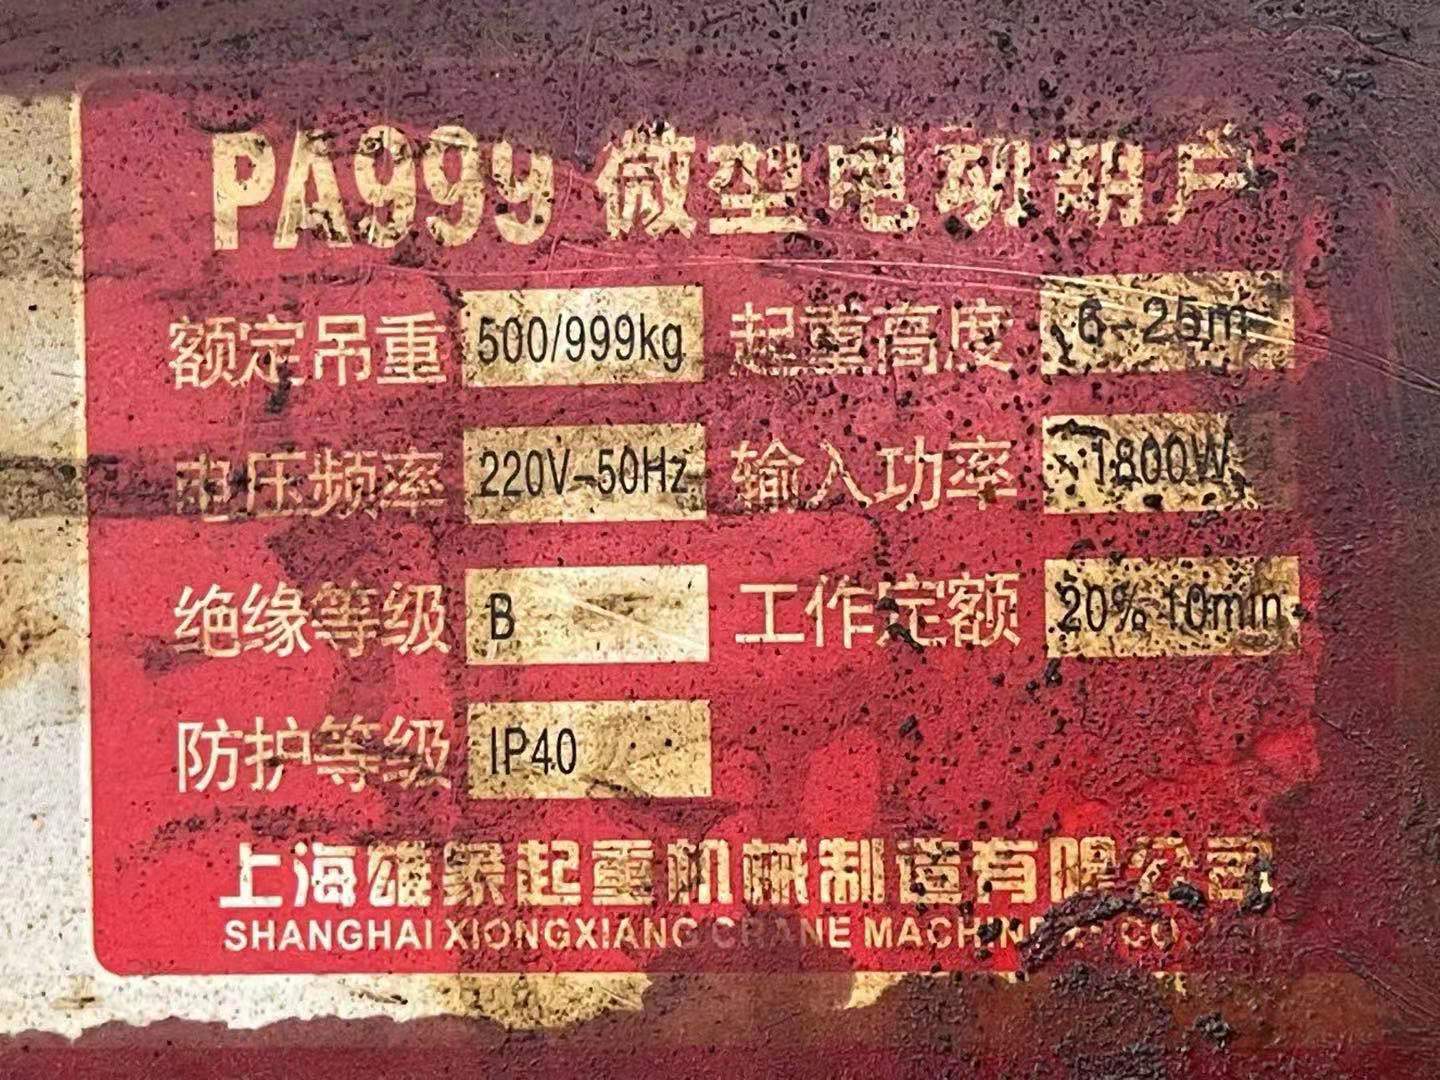 PA999 微型电动葫芦
额定吊重 500/999kg 起重高度 6-25m
电压频率 220V-50Hz 输入功率 1800W
绝缘等级 B 工作定额 20% 10min
防护等级 IP40
上海雄象起重机械制造有限公司
SHANGHAI XIONGXIANG CRANE MACHINERY CO.